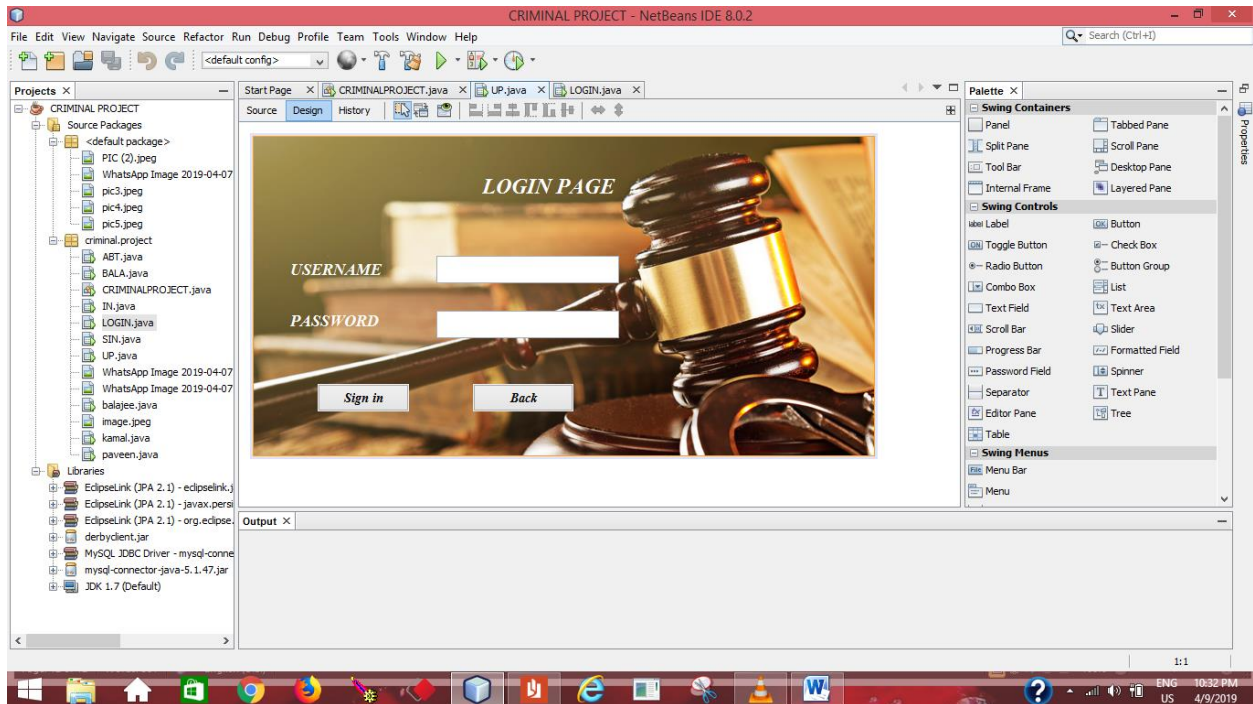 CRIMINAL PROJECT - NetBeans IDE 8.0.2
File Edit View Navigate Source Refactor Run Debug Profile Team Tools Window Help
Search (Ctrl+I)
<default config>
Projects
Start Page CRIMINALPROJECT.java UP.java LOGIN.java
Source Design History
CRIMINAL PROJECT
Source Packages
<default package>
PIC (2).jpeg
WhatsApp Image 2019-04-07
pic3.jpeg
pic4.jpeg
pic5.jpeg
criminal.project
ABT.java
BALA.java
CRIMINALPROJECT.java
IN.java
LOGIN.java
SIN.java
UP.java
WhatsApp Image 2019-04-07
WhatsApp Image 2019-04-07
balajee.java
image.jpeg
kamal.java
paveen.java
Libraries
EclipseLink (JPA 2.1) - eclipselink.j
EclipseLink (JPA 2.1) - javax.persi
EclipseLink (JPA 2.1) - org.eclipse.
derbyclient.jar
MySQL JDBC Driver - mysql-conne
mysql-connector-java-5.1.47.jar
JDK 1.7 (Default)
LOGIN PAGE
USERNAME
PASSWORD
Sign in Back
Output
Palette
Swing Containers
Panel Tabbed Pane
Split Pane Scroll Pane
Tool Bar Desktop Pane
Internal Frame Layered Pane
Swing Controls
label Label OK Button
ON Toggle Button Check Box
Radio Button Button Group
Combo Box List
Text Field Text Area
Scroll Bar Slider
Progress Bar Formatted Field
Password Field Spinner
Separator Text Pane
Editor Pane Tree
Table
Swing Menus
Menu Bar
Menu
Properties
1:1
ENG 10:32 PM
US 4/9/2019